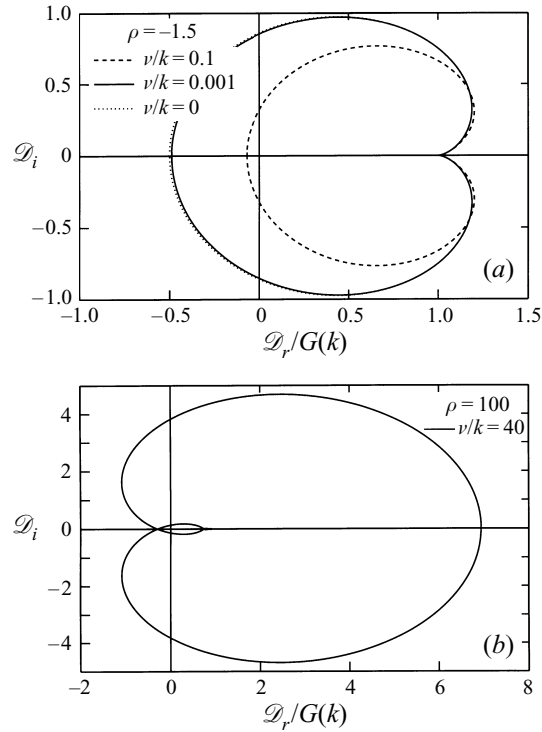 1.0
ρ = −1.5
ν/k = 0.1
ν/k = 0.001
ν/k = 0
0.5
𝒟ᵢ 0
−0.5
(a)
−1.0
−1.0 −0.5 0 0.5 1.0 1.5
𝒟ᵣ/G(k)
4
ρ = 100
ν/k = 40
2
𝒟ᵢ 0
−2
−4
(b)
−2 0 2 4 6 8
𝒟ᵣ/G(k)